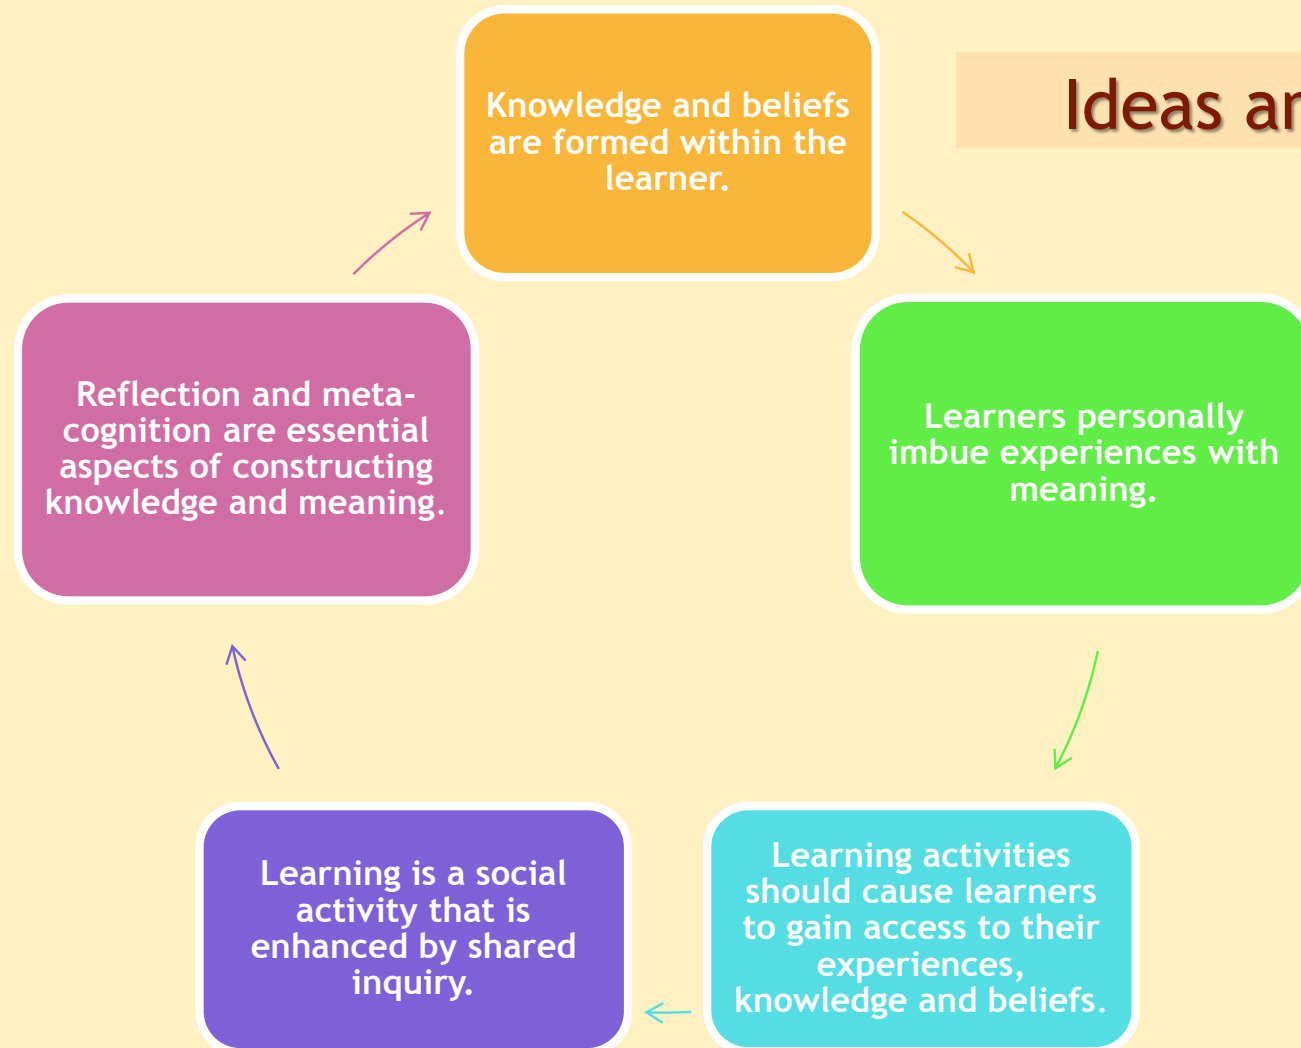 Knowledge and beliefs
are formed within the
learner.
Ideas
Learners personally
imbue experiences with
meaning.
Learning activities
should cause learners
to gain access to their
experiences,
knowledge and beliefs.
Learning is a social
activity that is
enhanced by shared
inquiry.
Reflection and meta-
cognition are essential
aspects of constructing
knowledge and meaning.